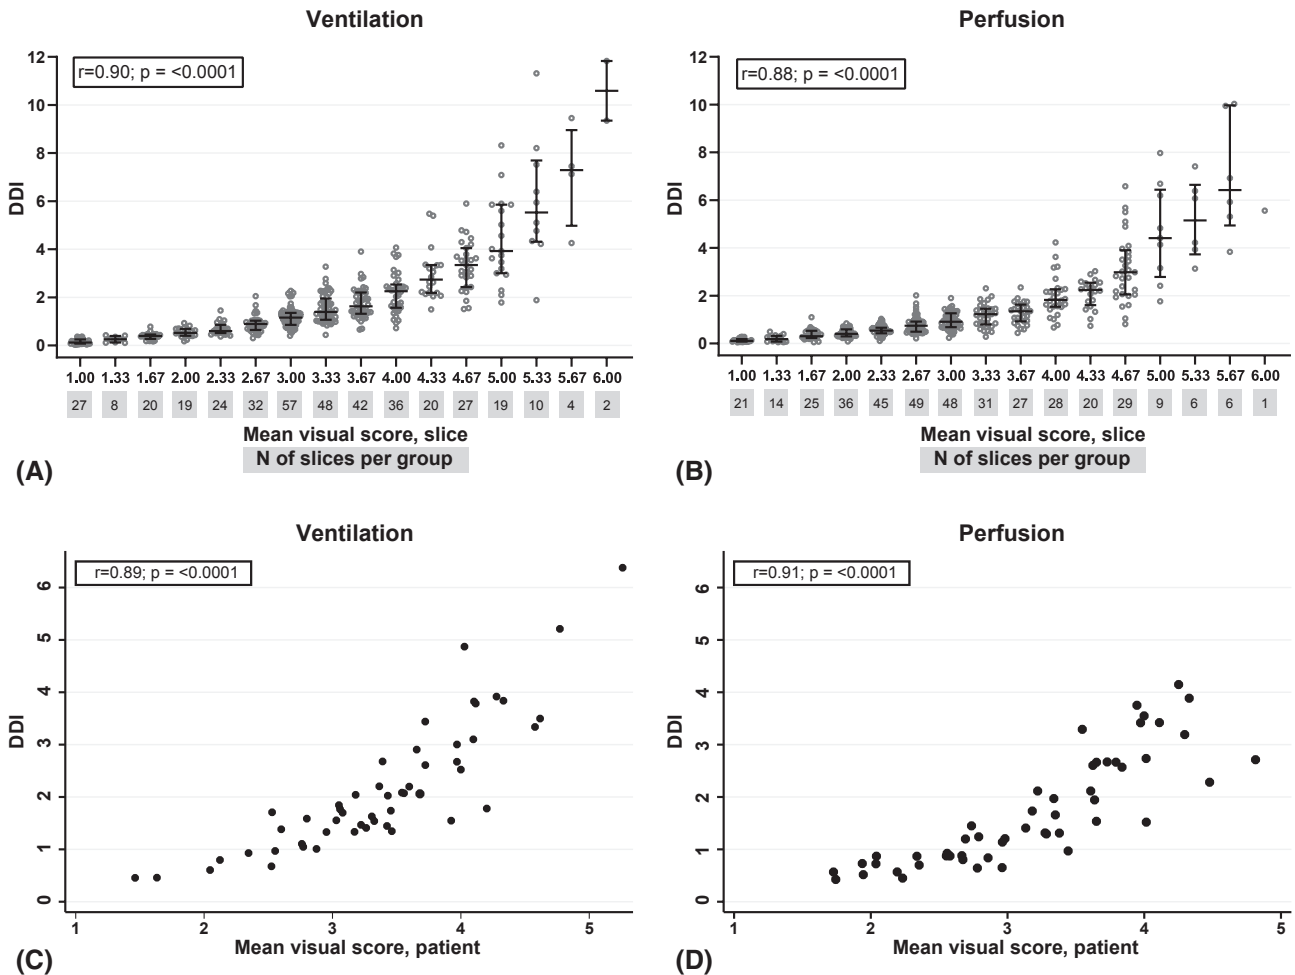 Ventilation
12
10
8
6
4
2
0
DDI
r=0.90; p = <0.0001
1.00 1.33 1.67 2.00 2.33 2.67 3.00 3.33 3.67 4.00 4.33 4.67 5.00 5.33 5.67 6.00
27 8 20 19 24 32 57 48 42 36 20 27 19 10 4 2
Mean visual score, slice
N of slices per group
(A)
Perfusion
12
10
8
6
4
2
0
DDI
r=0.88; p = <0.0001
1.00 1.33 1.67 2.00 2.33 2.67 3.00 3.33 3.67 4.00 4.33 4.67 5.00 5.33 5.67 6.00
21 14 25 36 45 49 48 31 27 28 20 29 9 6 6 1
Mean visual score, slice
N of slices per group
(B)
Ventilation
6
5
4
3
2
1
0
DDI
r=0.89; p = <0.0001
1 2 3 4 5
Mean visual score, patient
(C)
Perfusion
6
5
4
3
2
1
0
DDI
r=0.91; p = <0.0001
1 2 3 4 5
Mean visual score, patient
(D)